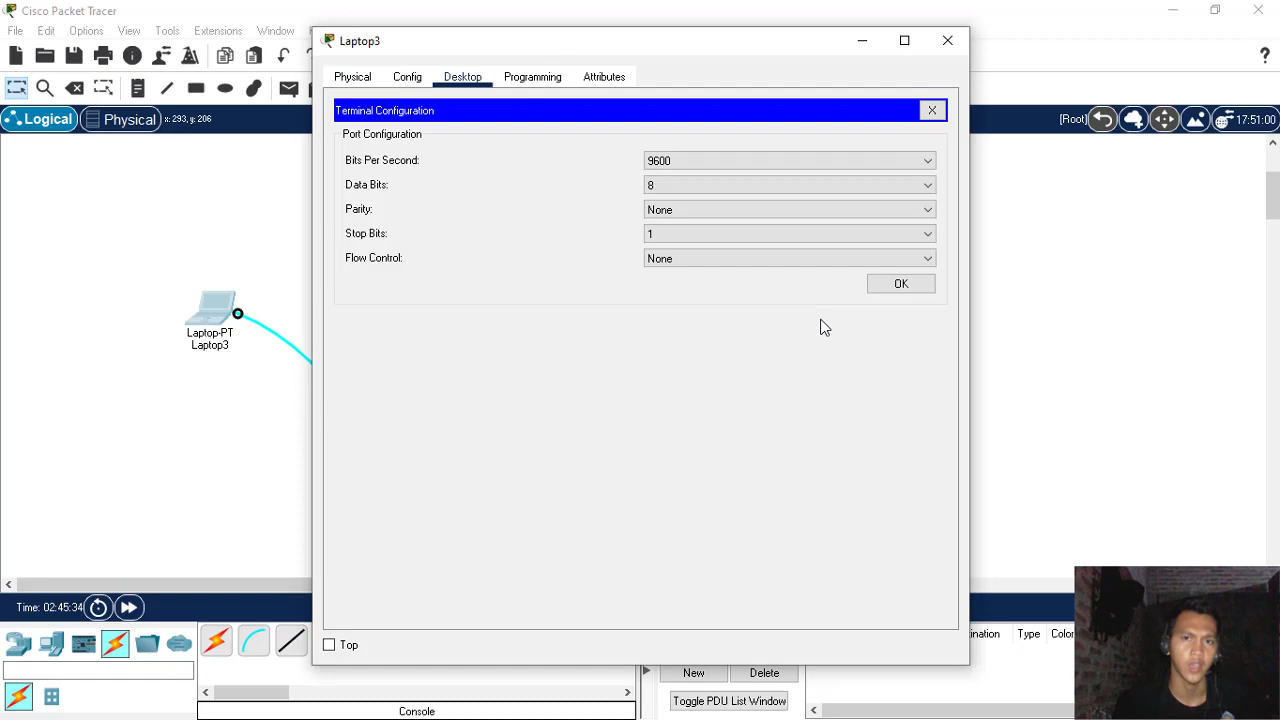 Cisco Packet Tracer
File Edit Options View Tools Extensions Window
Logical Physical x: 293, y: 206
[Root] 17:51:00
Laptop3
Physical Config Desktop Programming Attributes
Terminal Configuration X
Port Configuration
Bits Per Second: 9600
Data Bits: 8
Parity: None
Stop Bits: 1
Flow Control: None
OK
Laptop-PT
Laptop3
Time: 02:45:34
Top
ination Type Color
New Delete
Toggle PDU List Window
Console